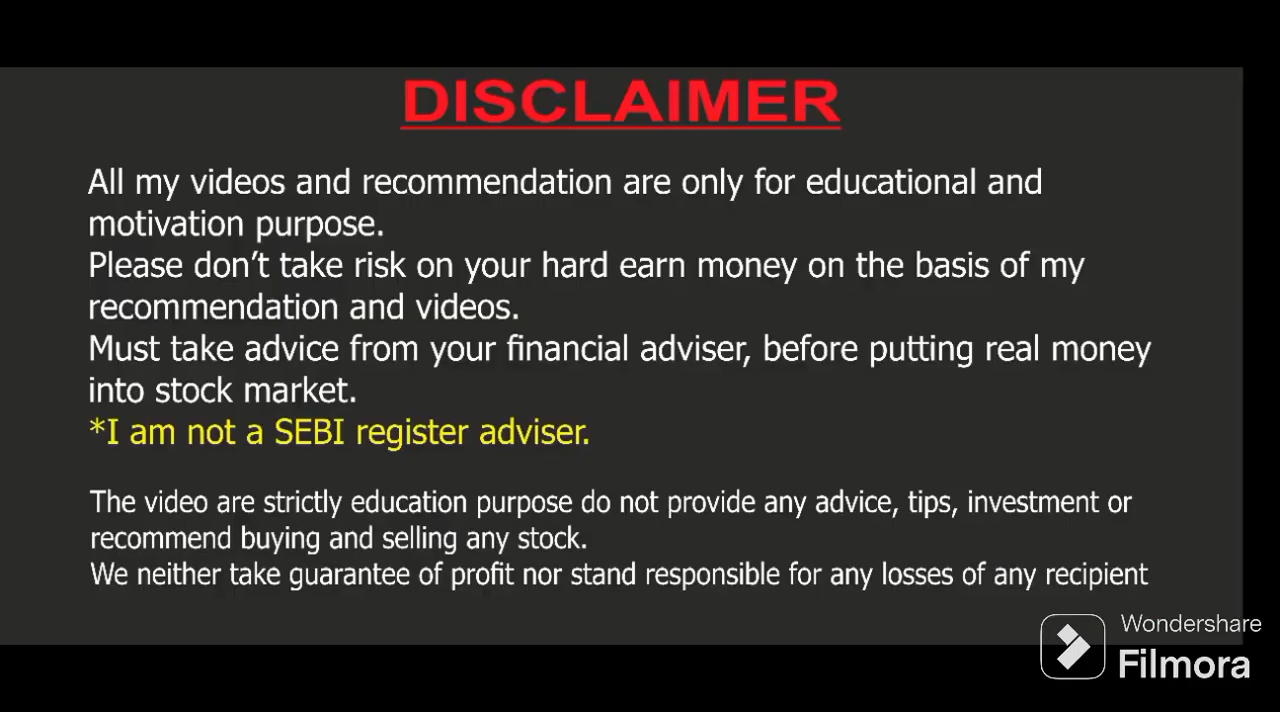 DISCLAIMER
All my videos and recommendation are only for educational and
motivation purpose.
Please don’t take risk on your hard earn money on the basis of my
recommendation and videos.
Must take advice from your financial adviser, before putting real money
into stock market.
*I am not a SEBI register adviser.
The video are strictly education purpose do not provide any advice, tips, investment or
recommend buying and selling any stock.
We neither take guarantee of profit nor stand responsible for any losses of any recipient
Wondershare
Filmora